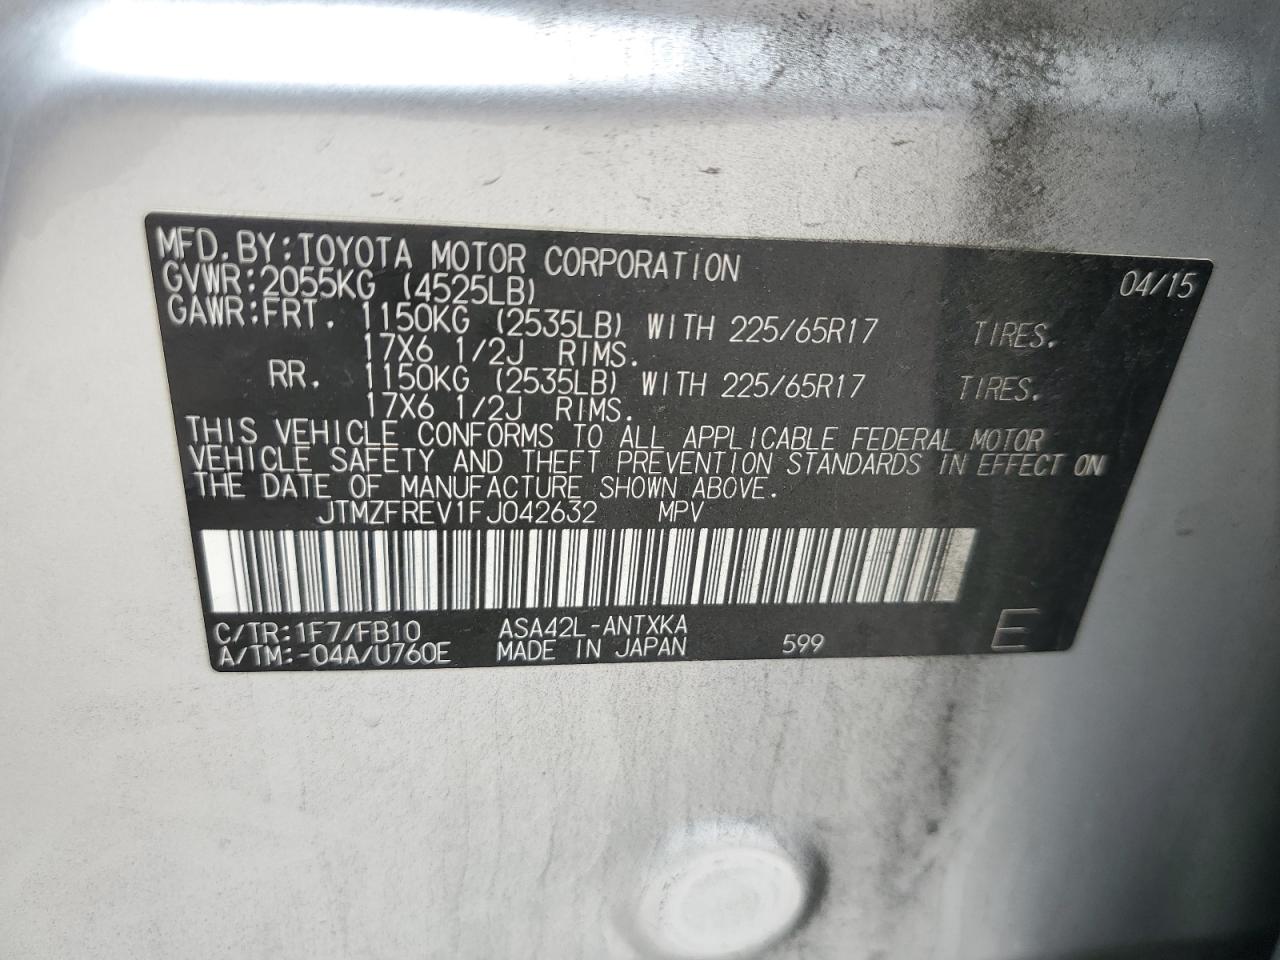 MFD.BY:TOYOTA MOTOR CORPORATION 04/15
GVWR:2055KG (4525LB)
GAWR:FRT. 1150KG (2535LB) WITH 225/65R17 TIRES.
17X6 1/2J RIMS.
RR. 1150KG (2535LB) WITH 225/65R17 TIRES.
17X6 1/2J RIMS.
THIS VEHICLE CONFORMS TO ALL APPLICABLE FEDERAL MOTOR
VEHICLE SAFETY AND THEFT PREVENTION STANDARDS IN EFFECT ON
THE DATE OF MANUFACTURE SHOWN ABOVE.
JTMZFREV1FJ042632 MPV
C/TR:1F7/FB10 ASA42L-ANTXKA
A/TM:-04A/U760E MADE IN JAPAN 599 E